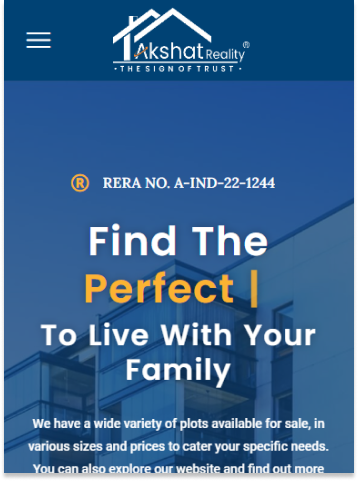 Akshat Reality®
• THE SIGN OF TRUST •
® RERA NO. A-IND-22-1244
Find The
Perfect |
To Live With Your
Family
We have a wide variety of plots available for sale, in
various sizes and prices to cater your specific needs.
You can also explore our website and find out more